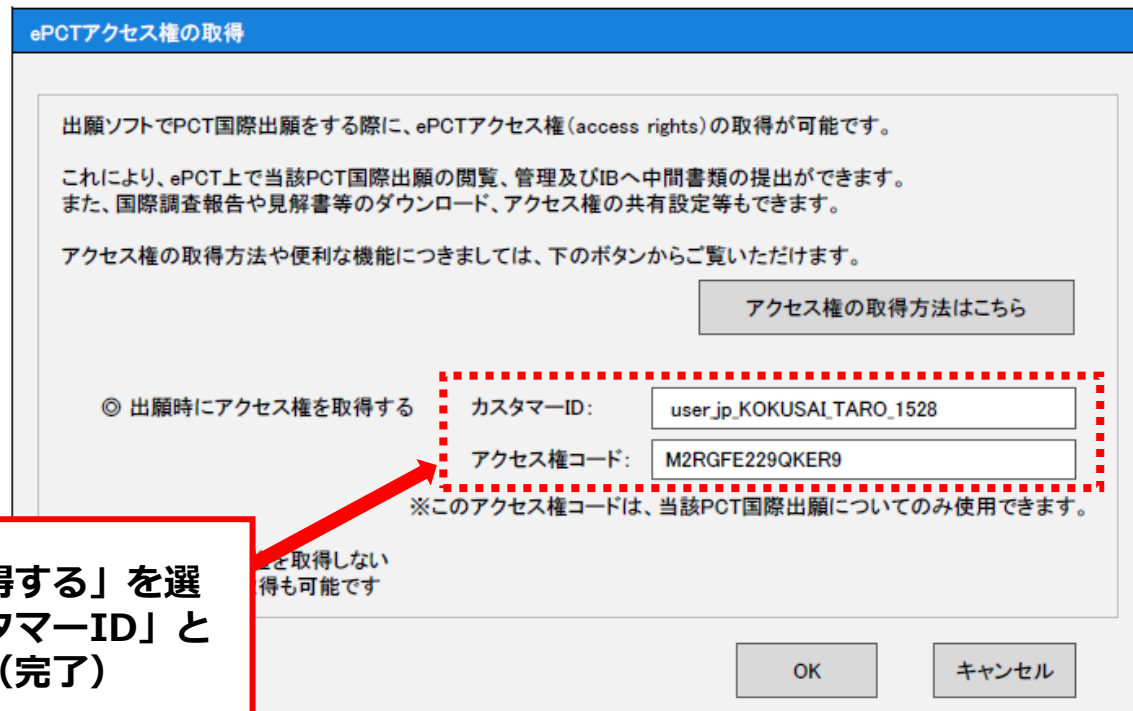 ePCTアクセス権の取得
出願ソフトでPCT国際出願をする際に、ePCTアクセス権(access rights)の取得が可能です。
これにより、ePCT上で当該PCT国際出願の閲覧、管理及びIBへ中間書類の提出ができます。
また、国際調査報告や見解書等のダウンロード、アクセス権の共有設定等もできます。
アクセス権の取得方法や便利な機能につきましては、下のボタンからご覧いただけます。
アクセス権の取得方法はこちら
◎ 出願時にアクセス権を取得する カスタマーID: user_jp_KOKUSAI_TARO_1528
アクセス権コード: M2RGFE229QKER9
※このアクセス権コードは、当該PCT国際出願についてのみ使用できます。
を取得しない
得も可能です
得する」を選
タマーID」と
(完了)
OK キャンセル